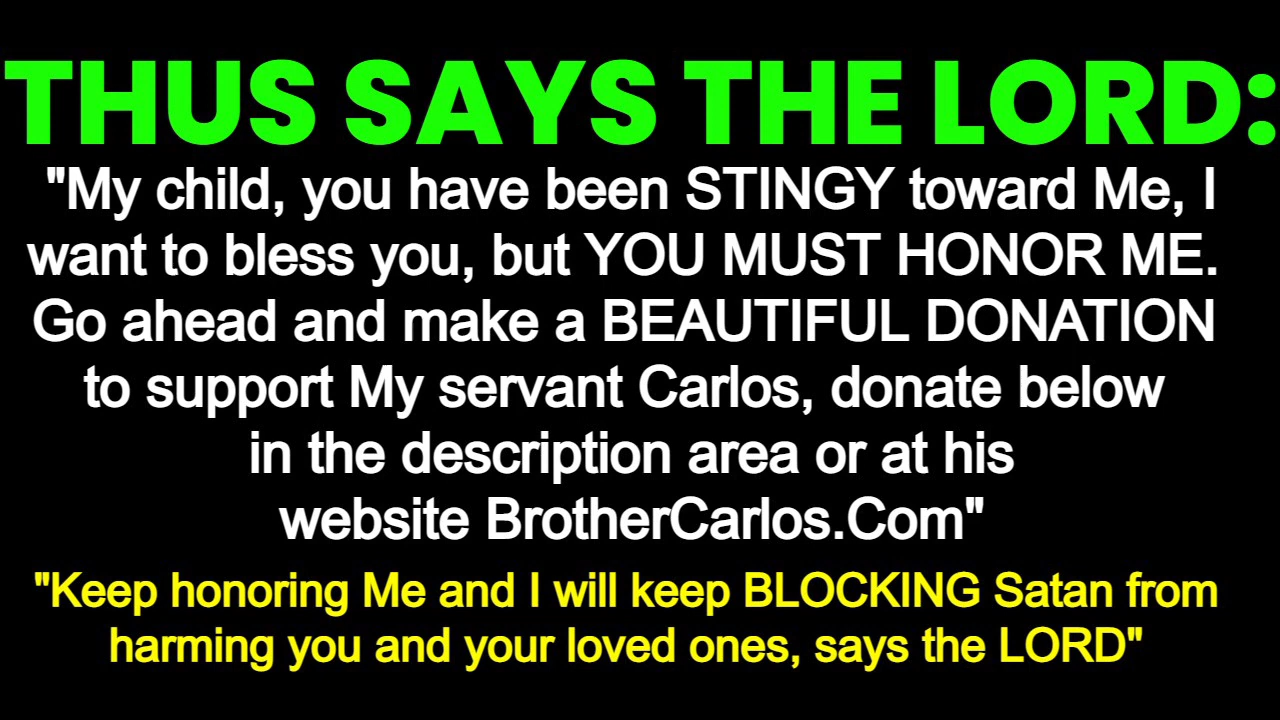 THUS SAYS THE LORD:
"My child, you have been STINGY toward Me, I
want to bless you, but YOU MUST HONOR ME.
Go ahead and make a BEAUTIFUL DONATION
to support My servant Carlos, donate below
in the description area or at his
website BrotherCarlos.Com"
"Keep honoring Me and I will keep BLOCKING Satan from
harming you and your loved ones, says the LORD"